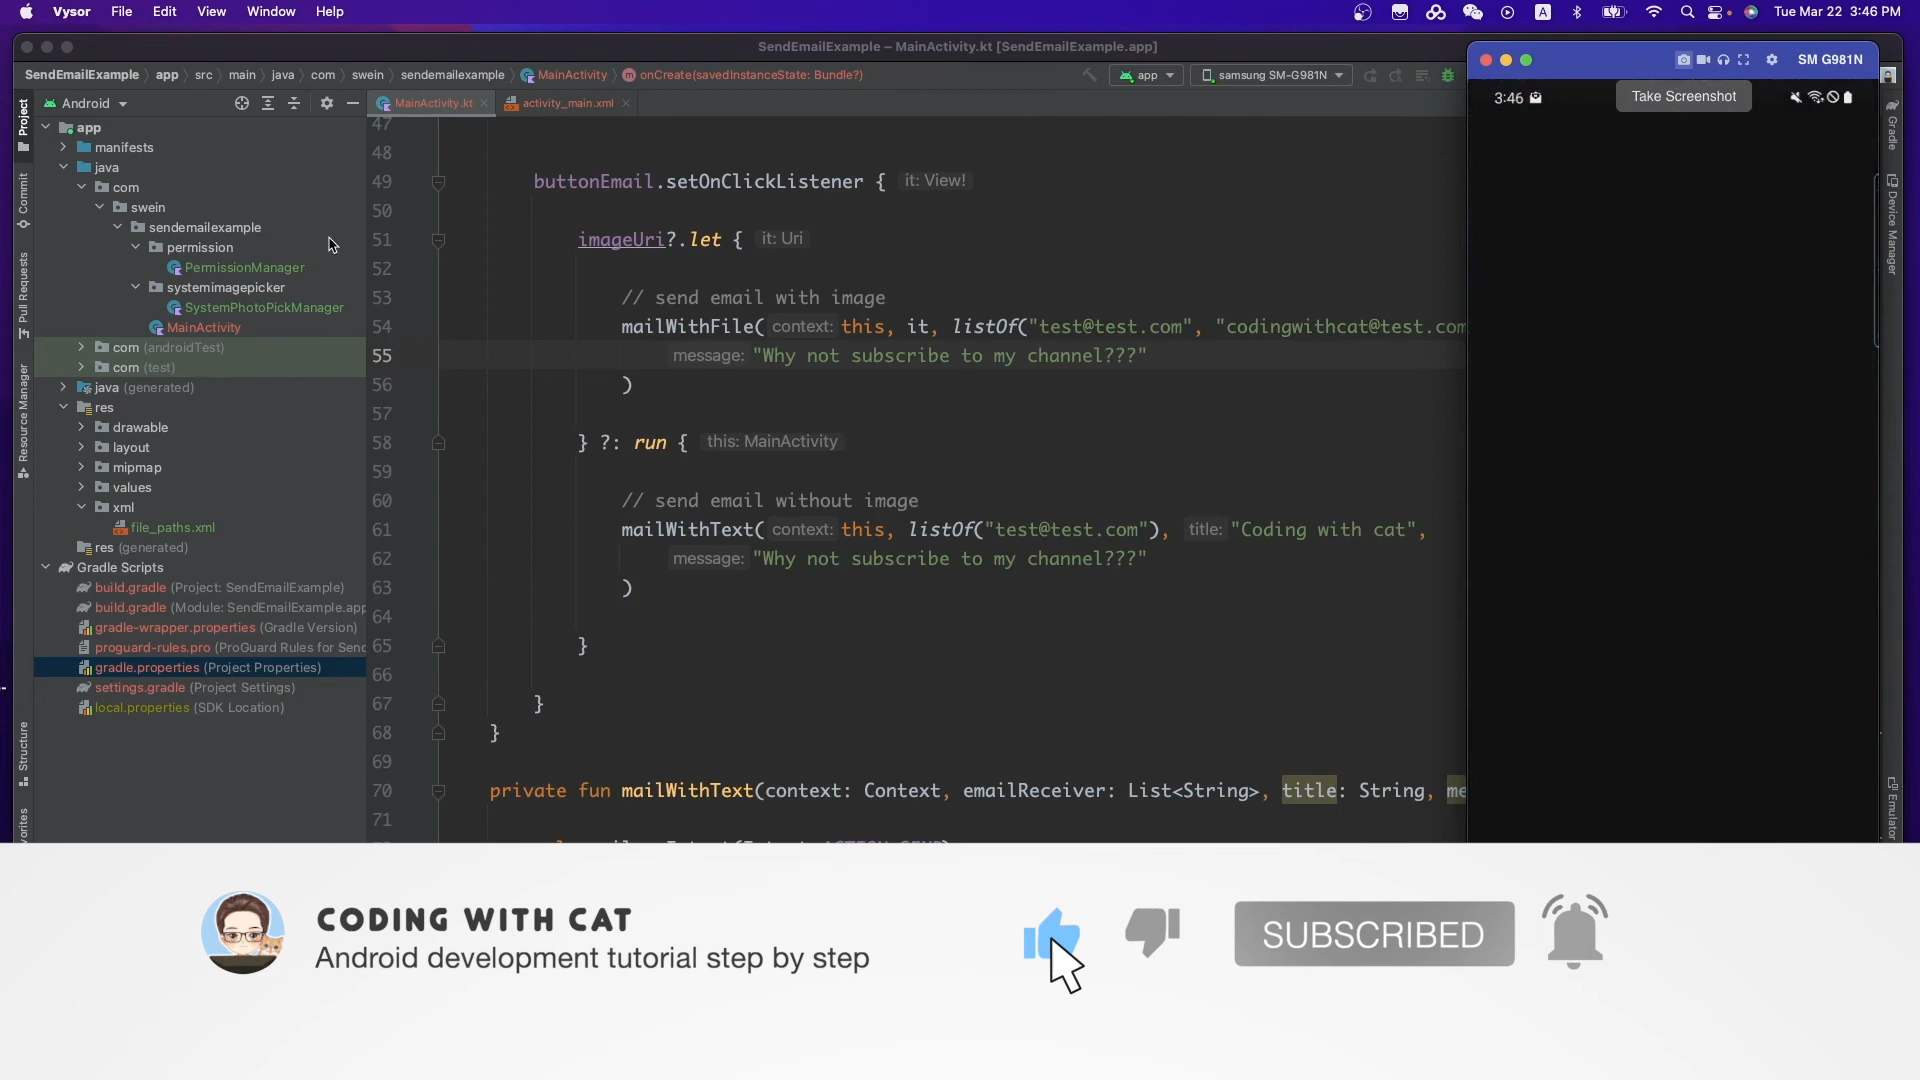 Vysor File Edit View Window Help
A Tue Mar 22 3:46 PM
SendEmailExample – MainActivity.kt [SendEmailExample.app]
SendEmailExample app src main java com swein sendemailexample MainActivity onCreate(savedInstanceState: Bundle?)
app samsung SM-G981N
SM G981N
Android
MainActivity.kt
activity_main.xml
3:46
Take Screenshot
Project
Commit
Pull Requests
Resource Manager
Structure
app
manifests
java
com
swein
sendemailexample
permission
PermissionManager
systemimagepicker
SystemPhotoPickManager
MainActivity
com (androidTest)
com (test)
java (generated)
res
drawable
layout
mipmap
values
xml
file_paths.xml
res (generated)
Gradle Scripts
build.gradle (Project: SendEmailExample)
build.gradle (Module: SendEmailExample.app
gradle-wrapper.properties (Gradle Version)
proguard-rules.pro (ProGuard Rules for Send
gradle.properties (Project Properties)
settings.gradle (Project Settings)
local.properties (SDK Location)
47
48
49 buttonEmail.setOnClickListener { it: View!
50
51 imageUri?.let { it: Uri
52
53 // send email with image
54 mailWithFile( context: this, it, listOf("test@test.com", "codingwithcat@test.com
55 message: "Why not subscribe to my channel???"
56 )
57
58 } ?: run { this: MainActivity
59
60 // send email without image
61 mailWithText( context: this, listOf("test@test.com"), title: "Coding with cat",
62 message: "Why not subscribe to my channel???"
63 )
64
65 }
66
67 }
68 }
69
70 private fun mailWithText(context: Context, emailReceiver: List<String>, title: String, me
71
Gradle
Device Manager
Emulator
CODING WITH CAT
Android development tutorial step by step
SUBSCRIBED